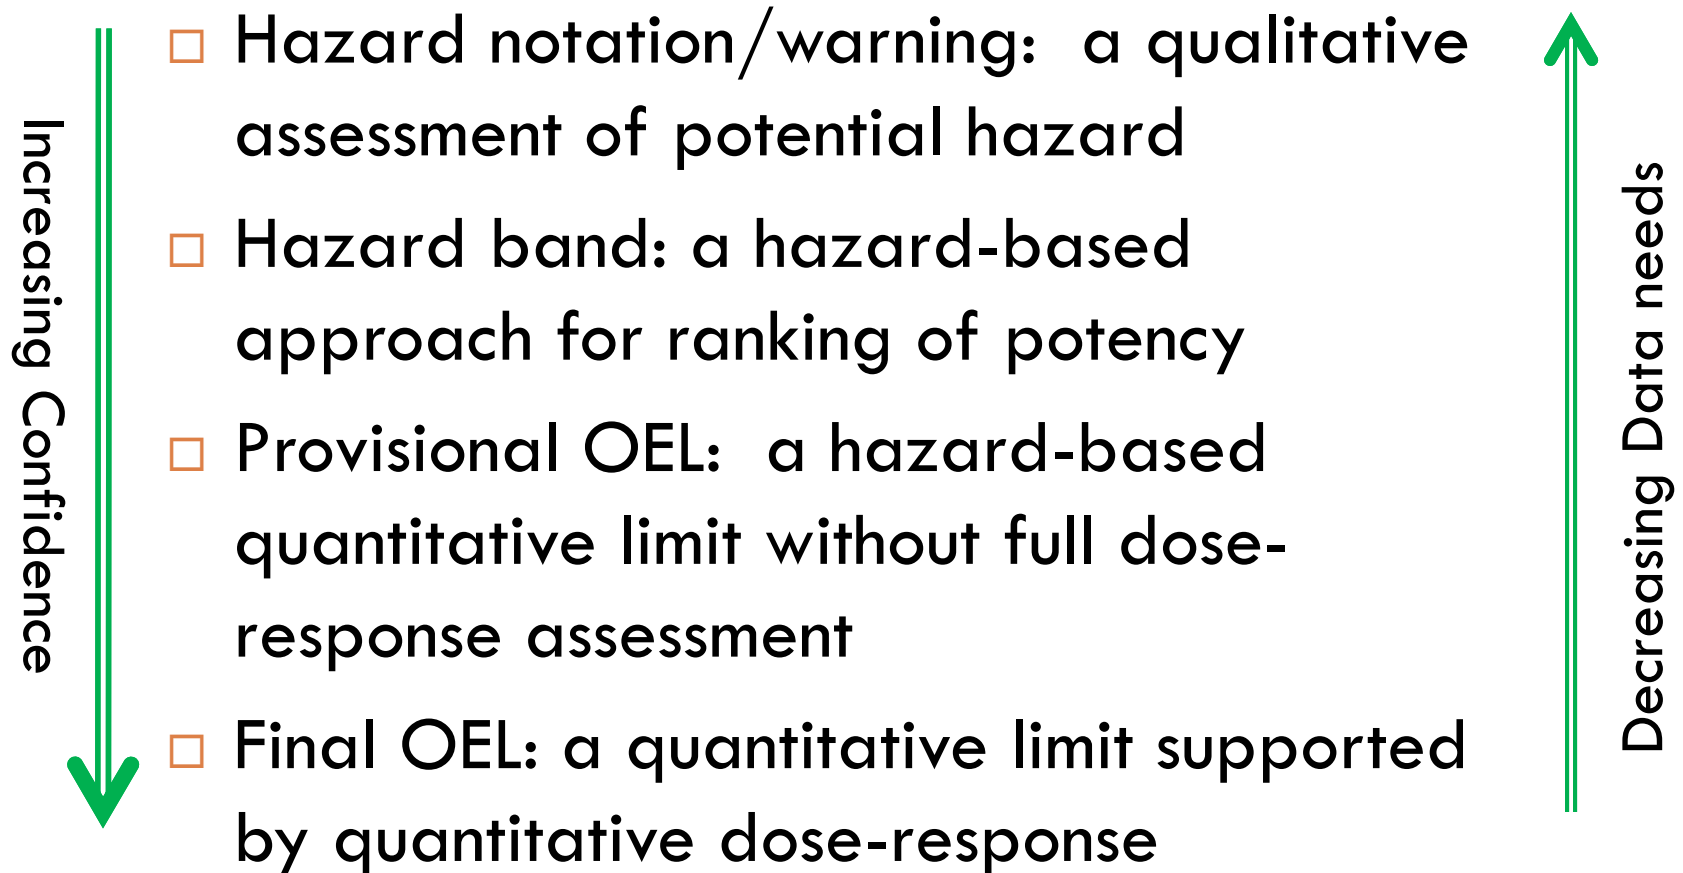 Increasing Confidence
Hazard notation/warning: a qualitative
assessment of potential hazard
Hazard band: a hazard-based
approach for ranking of potency
Provisional OEL: a hazard-based
quantitative limit without full dose-
response assessment
Final OEL: a quantitative limit supported
by quantitative dose-response
Decreasing Data needs